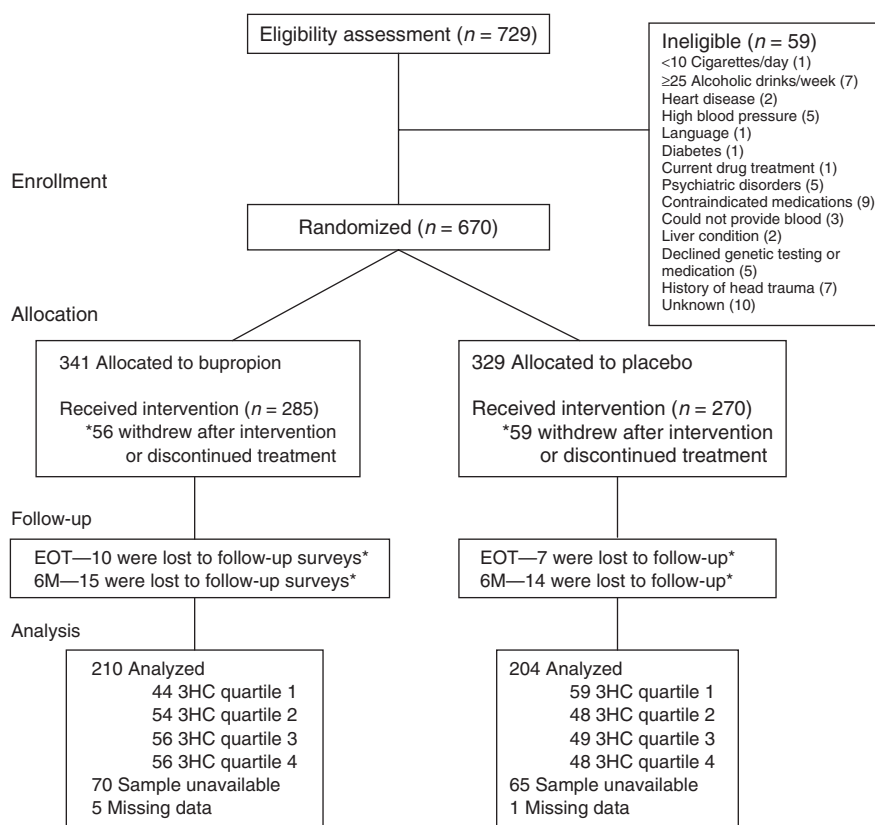 Eligibility assessment (n = 729)
Ineligible (n = 59)
<10 Cigarettes/day (1)
≥25 Alcoholic drinks/week (7)
Heart disease (2)
High blood pressure (5)
Language (1)
Diabetes (1)
Current drug treatment (1)
Psychiatric disorders (5)
Contraindicated medications (9)
Could not provide blood (3)
Liver condition (2)
Declined genetic testing or
medication (5)
History of head trauma (7)
Unknown (10)
Enrollment
Randomized (n = 670)
Allocation
341 Allocated to bupropion
Received intervention (n = 285)
*56 withdrew after intervention
or discontinued treatment
329 Allocated to placebo
Received intervention (n = 270)
*59 withdrew after intervention
or discontinued treatment
Follow-up
EOT—10 were lost to follow-up surveys*
6M—15 were lost to follow-up surveys*
EOT—7 were lost to follow-up*
6M—14 were lost to follow-up*
Analysis
210 Analyzed
44 3HC quartile 1
54 3HC quartile 2
56 3HC quartile 3
56 3HC quartile 4
70 Sample unavailable
5 Missing data
204 Analyzed
59 3HC quartile 1
48 3HC quartile 2
49 3HC quartile 3
48 3HC quartile 4
65 Sample unavailable
1 Missing data